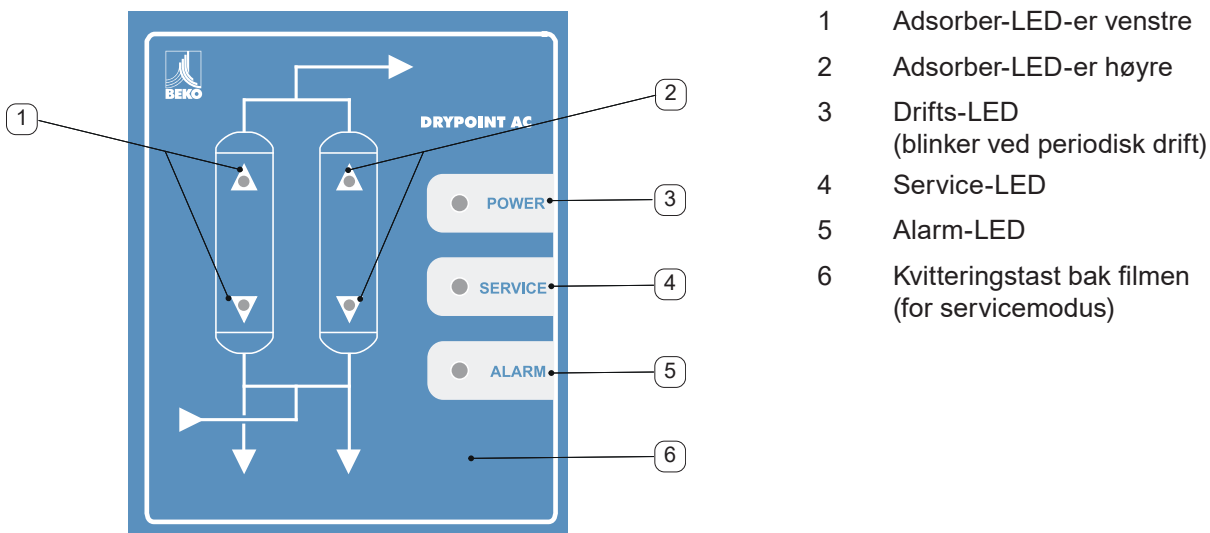 BEKO
DRYPOINT AC
POWER
SERVICE
ALARM
1
2
3
4
5
6
1 Adsorber-LED-er venstre
2 Adsorber-LED-er høyre
3 Drifts-LED
(blinker ved periodisk drift)
4 Service-LED
5 Alarm-LED
6 Kvitteringstast bak filmen
(for servicemodus)